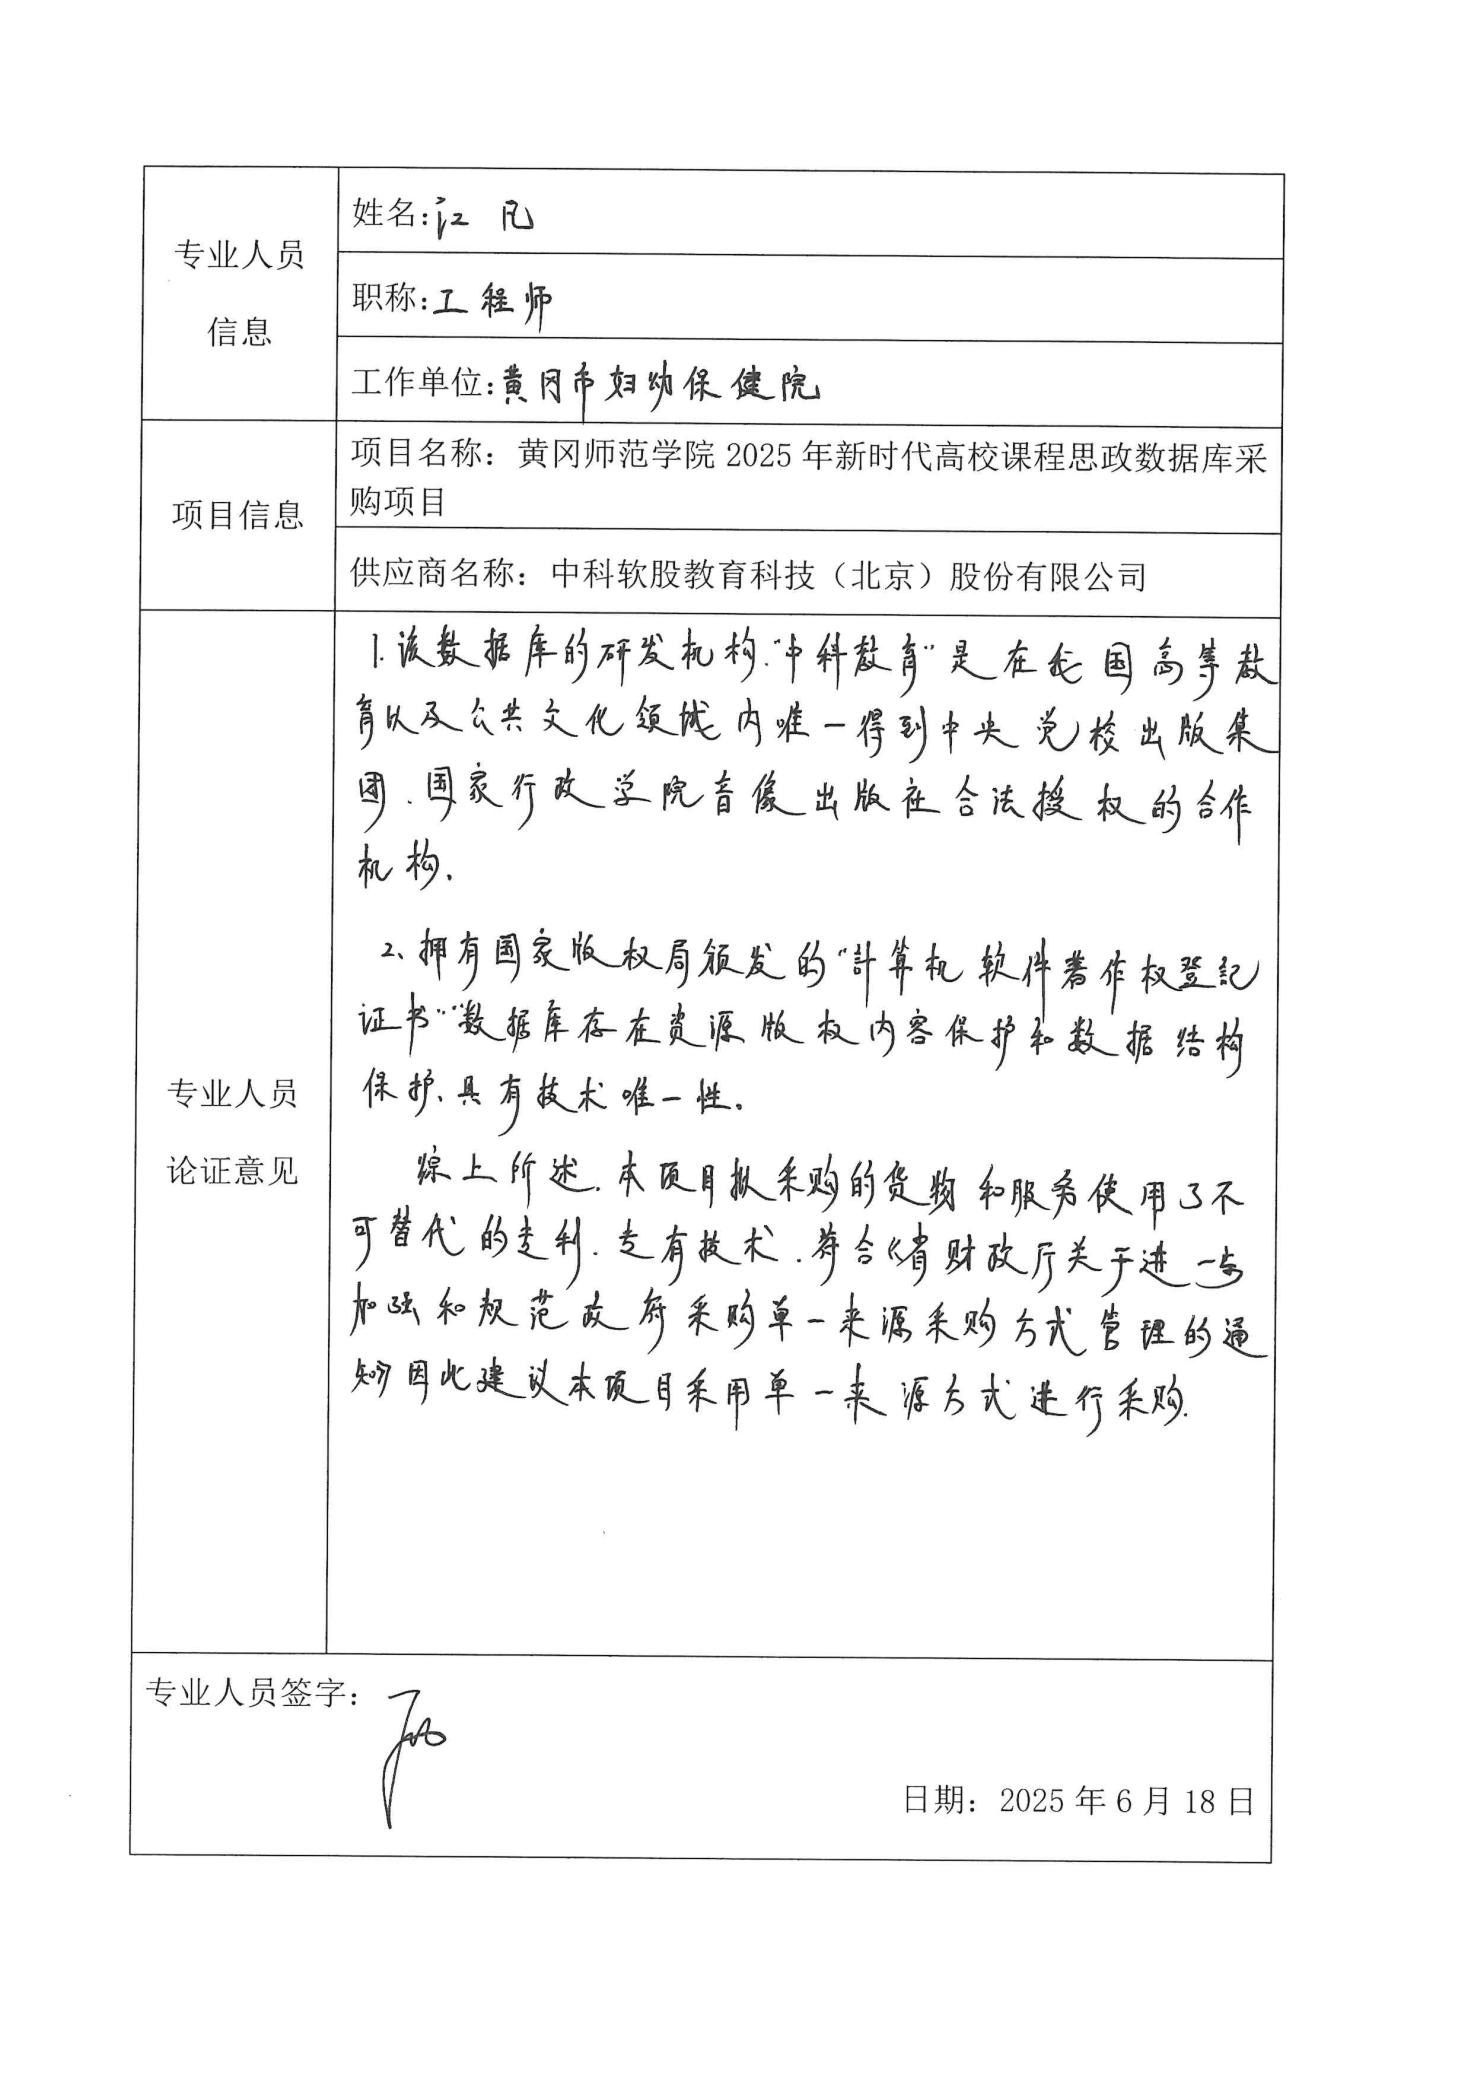 专业人员
信息
姓名:江 凡
职称:工程师
工作单位:黄冈市妇幼保健院
项目信息
项目名称：黄冈师范学院 2025 年新时代高校课程思政数据库采
购项目
供应商名称：中科软股教育科技（北京）股份有限公司
专业人员
论证意见
1.该数据库的研发机构.“中科教育”是在我国高等教
育以及公共文化领域内唯一得到中央党校出版集
团、国家行政学院音像出版社合法授权的合作
机构.
2、拥有国家版权局颁发的“計算机软件著作权登記
证书”“数据库存在资源版权内容保护和数据结构
保护、具有技术唯一性.
综上所述.本项目拟采购的货物和服务使用了不
可替代的专利.专有技术.符合《省财政厅关于进一步
加强和规范政府采购单一来源采购方式管理的通
知》因此建议本项目采用单一来源方式进行采购.
专业人员签字：
日期：2025 年 6 月 18 日